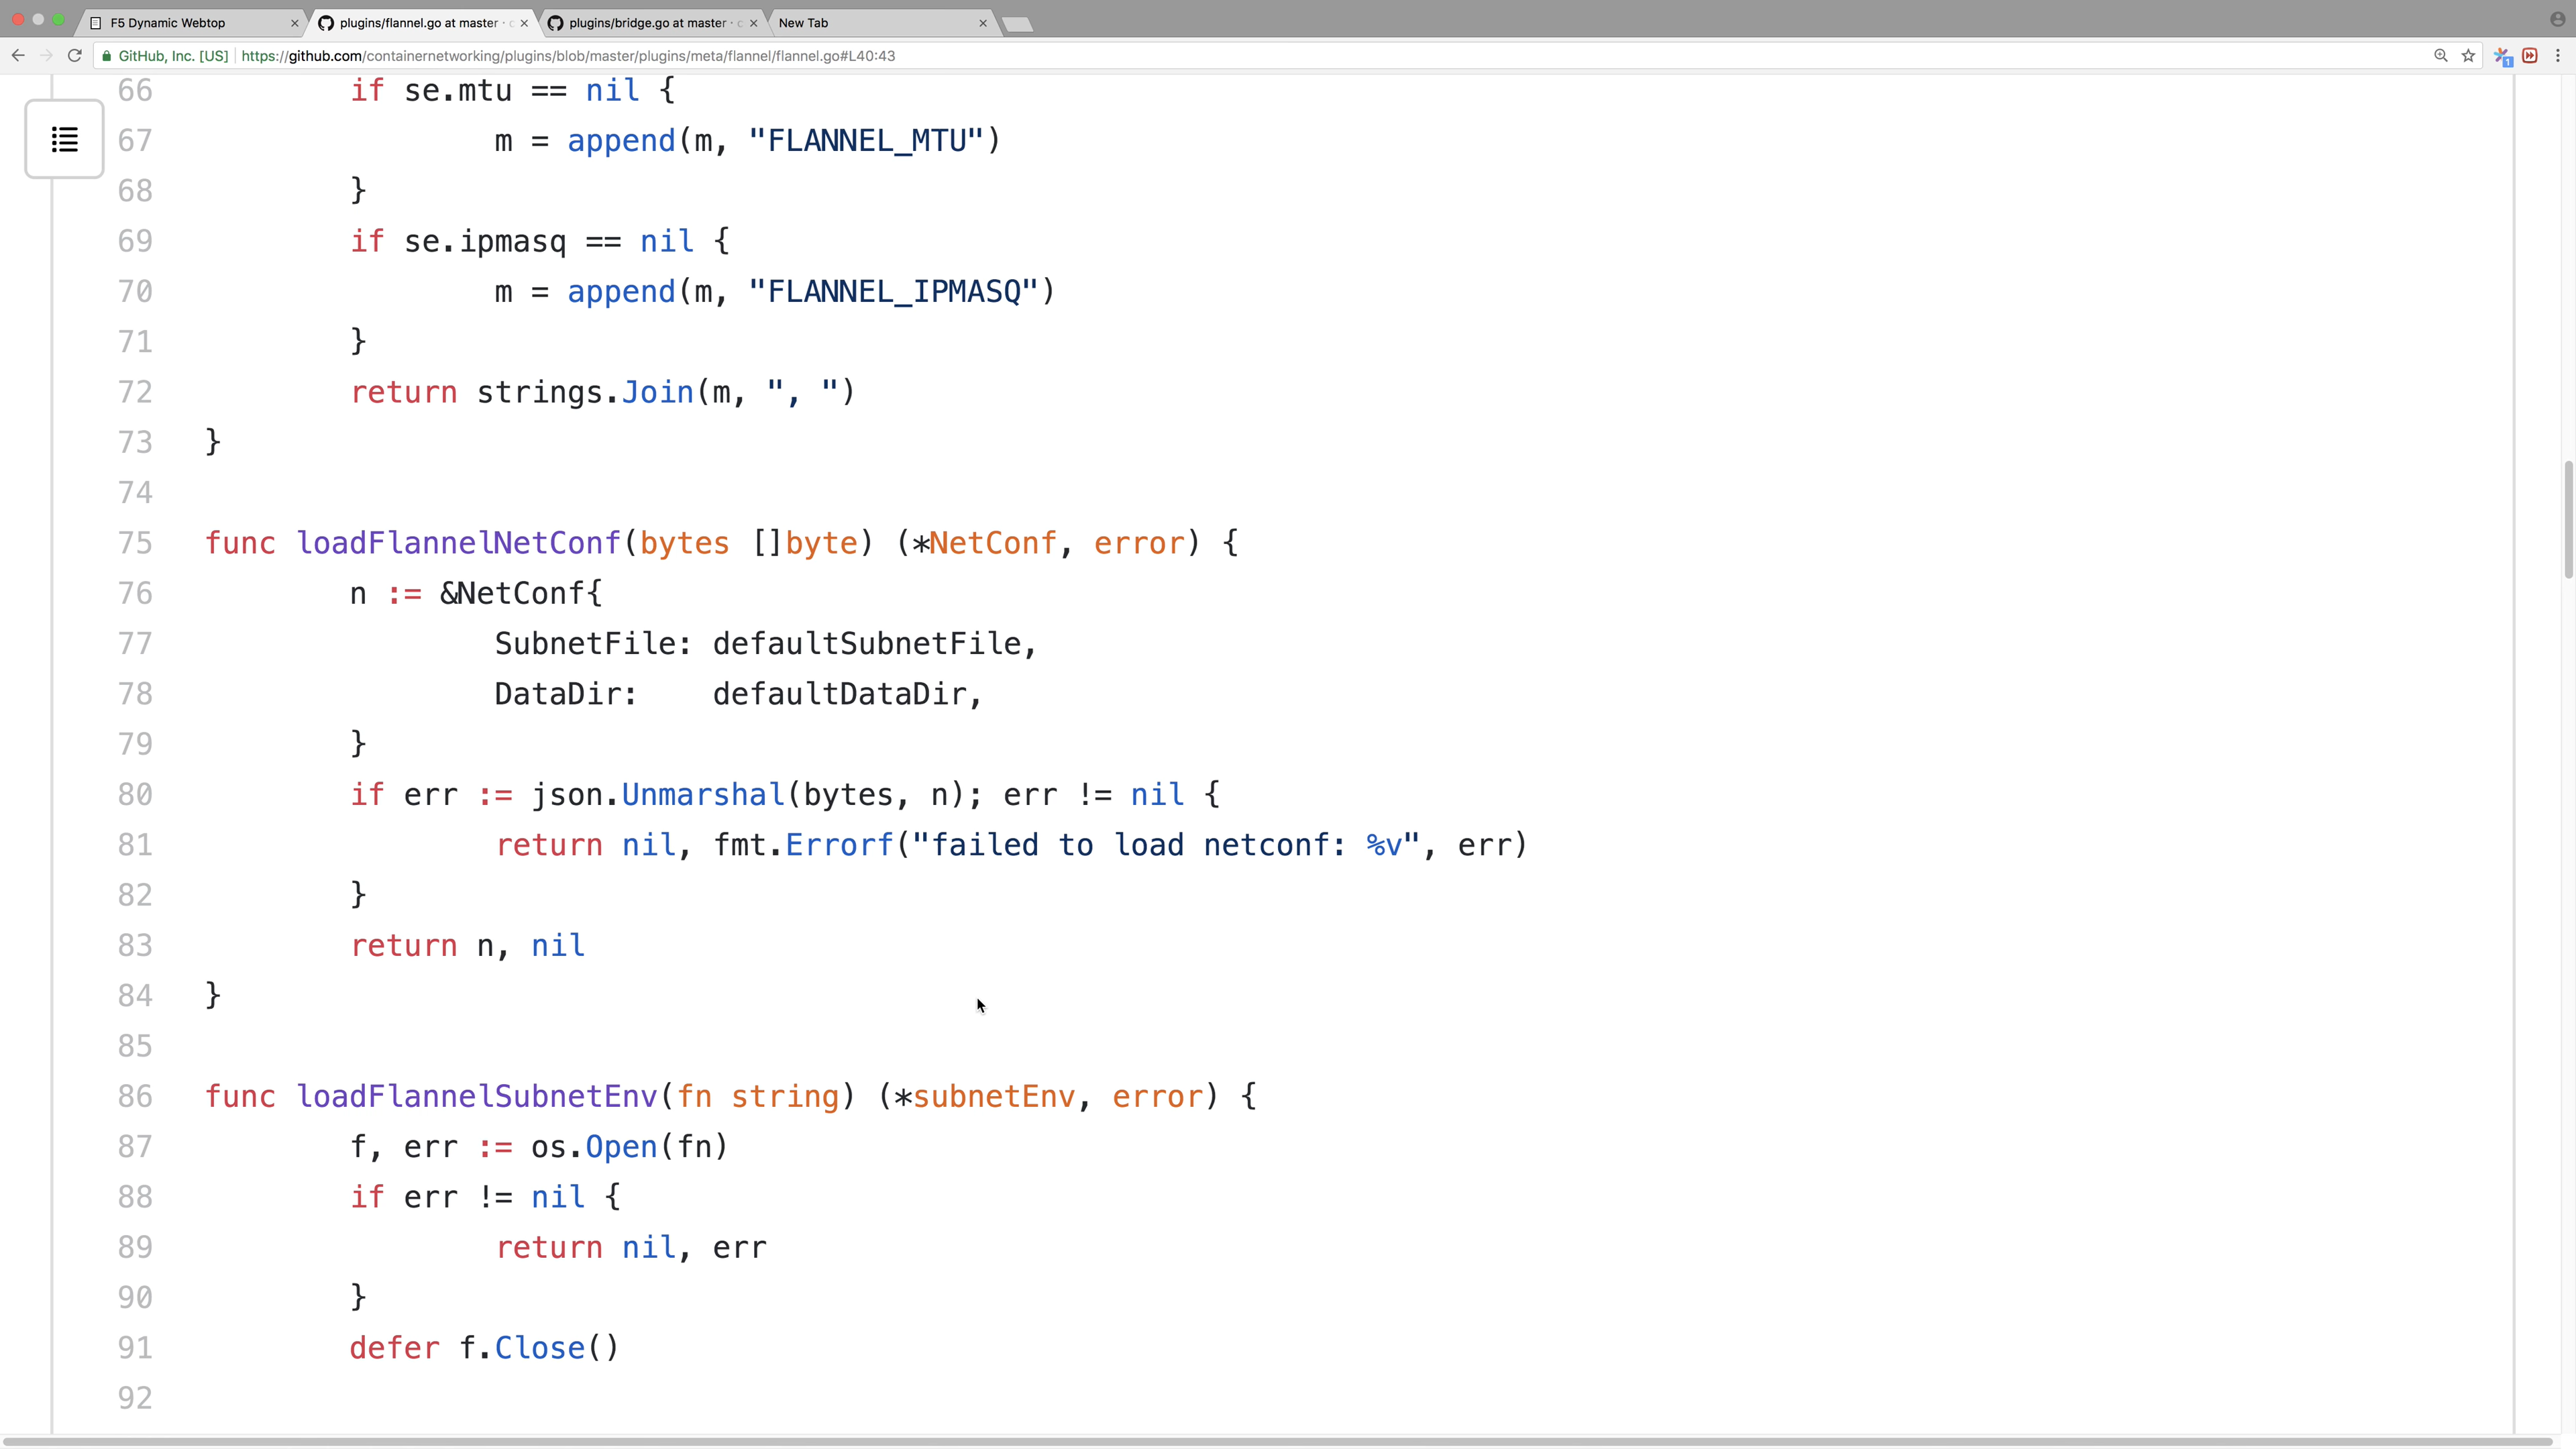 F5 Dynamic Webtop
plugins/flannel.go at master · c
plugins/bridge.go at master · c
New Tab
GitHub, Inc. [US] https://github.com/containernetworking/plugins/blob/master/plugins/meta/flannel/flannel.go#L40:43
1
66 if se.mtu == nil {
67 m = append(m, "FLANNEL_MTU")
68 }
69 if se.ipmasq == nil {
70 m = append(m, "FLANNEL_IPMASQ")
71 }
72 return strings.Join(m, ", ")
73 }
74
75 func loadFlannelNetConf(bytes []byte) (*NetConf, error) {
76 n := &NetConf{
77 SubnetFile: defaultSubnetFile,
78 DataDir:    defaultDataDir,
79 }
80 if err := json.Unmarshal(bytes, n); err != nil {
81 return nil, fmt.Errorf("failed to load netconf: %v", err)
82 }
83 return n, nil
84 }
85
86 func loadFlannelSubnetEnv(fn string) (*subnetEnv, error) {
87 f, err := os.Open(fn)
88 if err != nil {
89 return nil, err
90 }
91 defer f.Close()
92